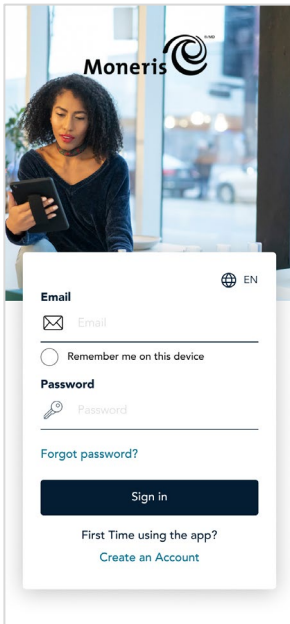 Moneris
EN
Email
Email
Remember me on this device
Password
Password
Forgot password?
Sign in
First Time using the app?
Create an Account